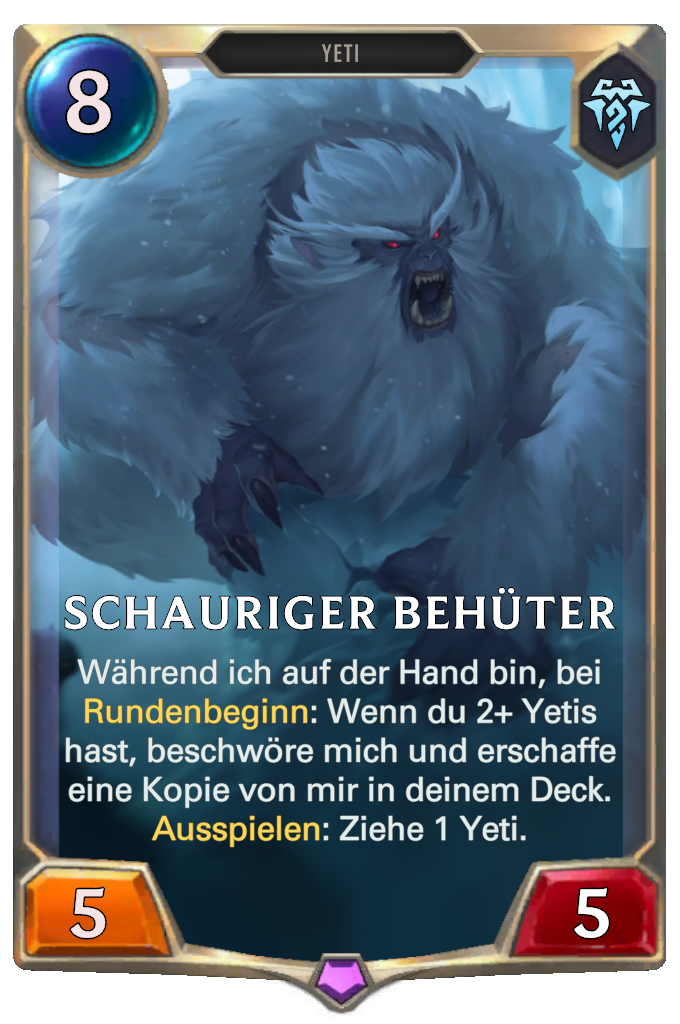 YETI
8
SCHAURIGER BEHÜTER
Während ich auf der Hand bin, bei
Rundenbeginn: Wenn du 2+ Yetis
hast, beschwöre mich und erschaffe
eine Kopie von mir in deinem Deck.
Ausspielen: Ziehe 1 Yeti.
5
5